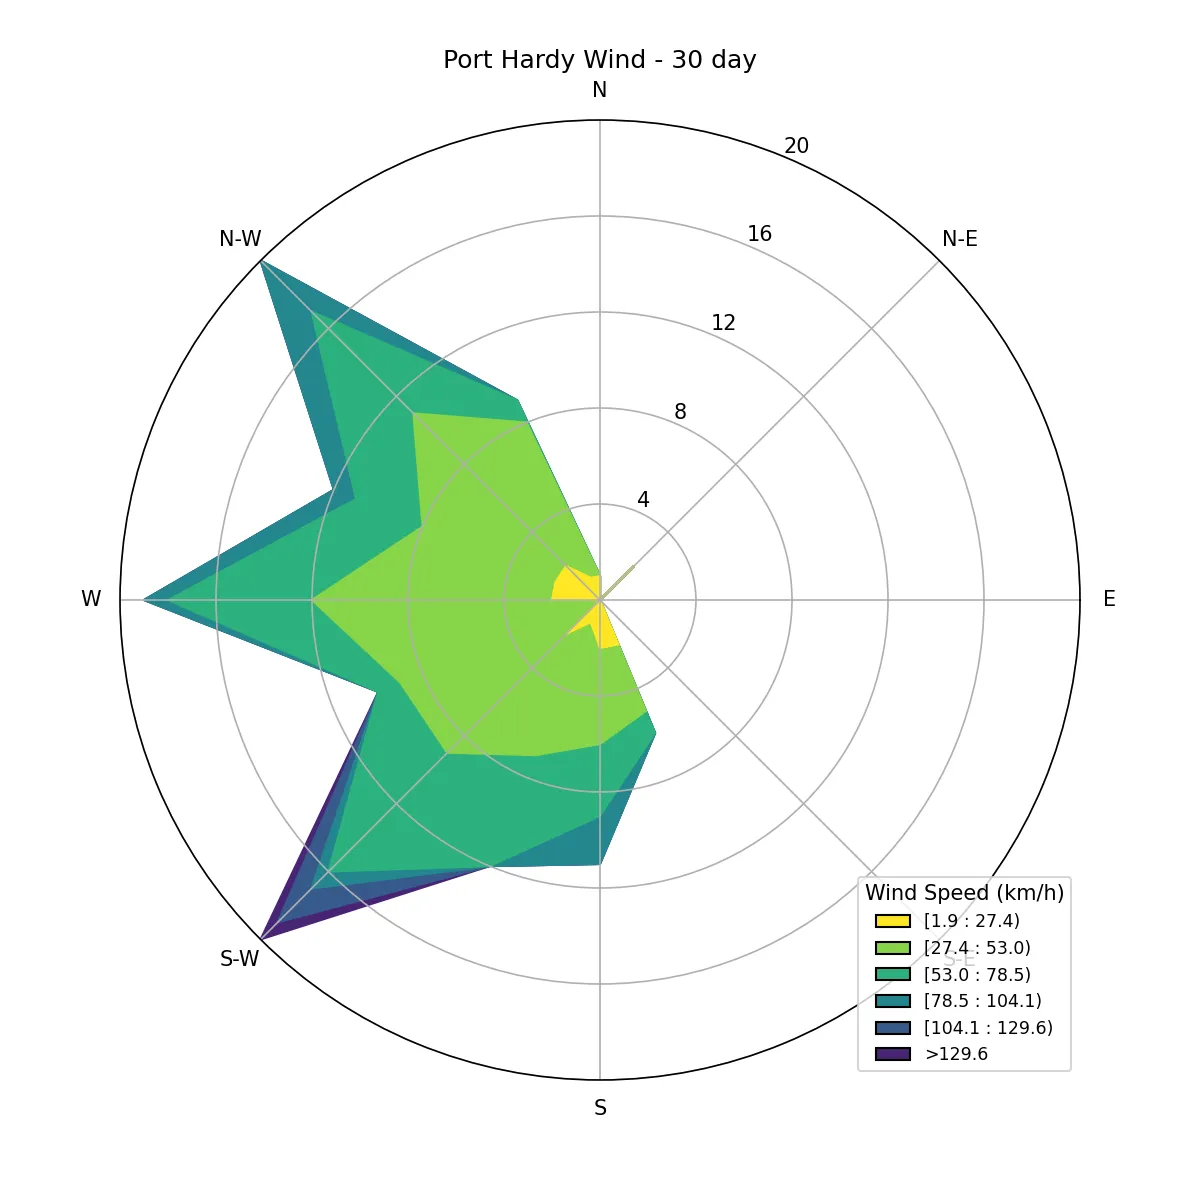 Port Hardy Wind - 30 day
N
20
N-W
N-E
16
12
8
4
W
E
S-W
S-E
S
Wind Speed (km/h)
[1.9 : 27.4)
[27.4 : 53.0)
[53.0 : 78.5)
[78.5 : 104.1)
[104.1 : 129.6)
>129.6